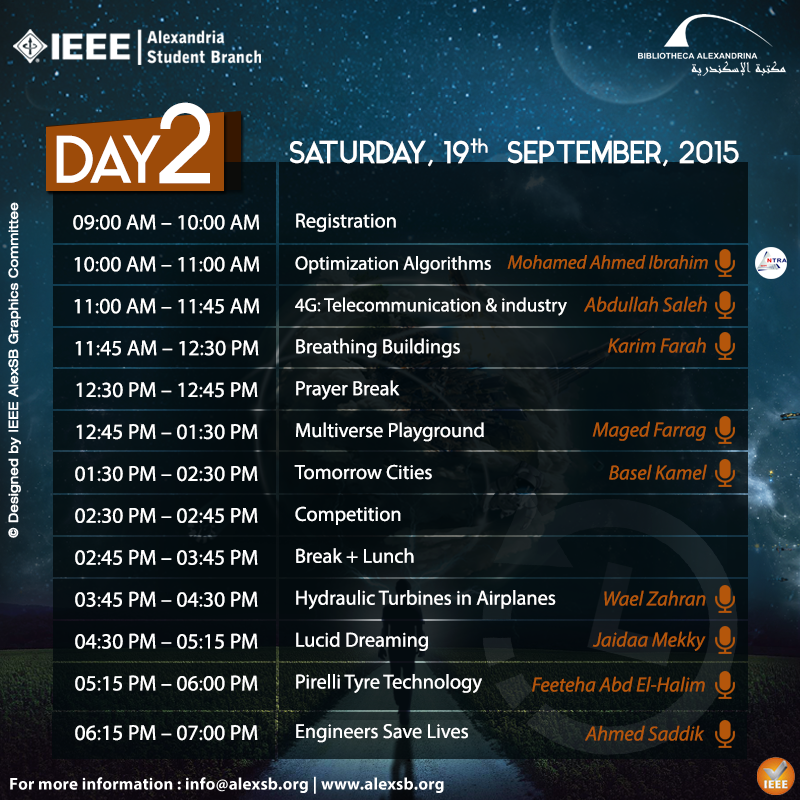 IEEE | Alexandria
Student Branch
BIBLIOTHECA ALEXANDRINA
مكتبة الإسكندرية
DAY 2
SATURDAY, 19th SEPTEMBER, 2015
09:00 AM – 10:00 AM Registration
10:00 AM – 11:00 AM Optimization Algorithms Mohamed Ahmed Ibrahim NTRA
11:00 AM – 11:45 AM 4G: Telecommunication & industry Abdullah Saleh
11:45 AM – 12:30 PM Breathing Buildings Karim Farah
12:30 PM – 12:45 PM Prayer Break
12:45 PM – 01:30 PM Multiverse Playground Maged Farrag
01:30 PM – 02:30 PM Tomorrow Cities Basel Kamel
02:30 PM – 02:45 PM Competition
02:45 PM – 03:45 PM Break + Lunch
03:45 PM – 04:30 PM Hydraulic Turbines in Airplanes Wael Zahran
04:30 PM – 05:15 PM Lucid Dreaming Jaidaa Mekky
05:15 PM – 06:00 PM Pirelli Tyre Technology Feeteha Abd El-Halim
06:15 PM – 07:00 PM Engineers Save Lives Ahmed Saddik
© Designed by IEEE AlexSB Graphics Committee
For more information : info@alexsb.org | www.alexsb.org
IEEE